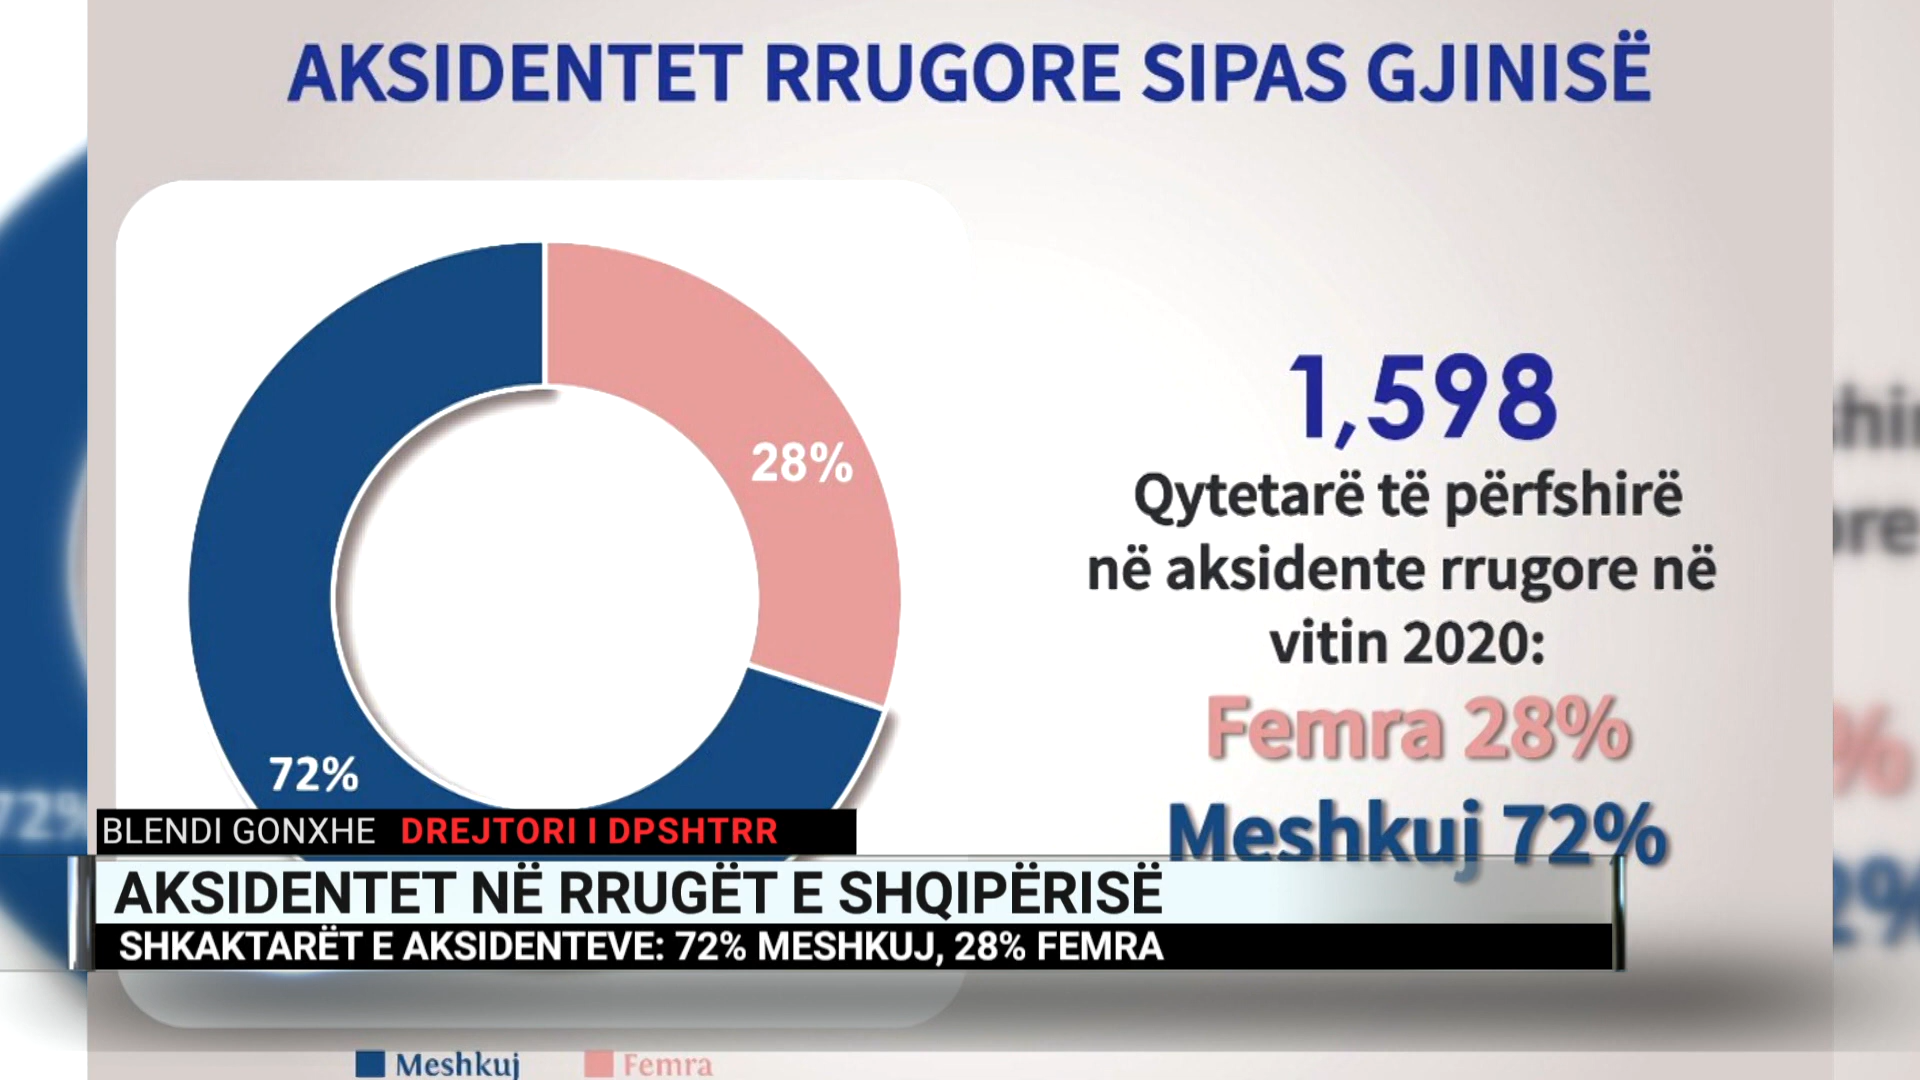 AKSIDENTET RRUGORE SIPAS GJINISË
28%
72%
1,598
Qytetarë të përfshirë
në aksidente rrugore në
vitin 2020:
Femra 28%
Meshkuj 72%
BLENDI GONXHE DREJTORI I DPSHTRR
AKSIDENTET NË RRUGËT E SHQIPËRISË
SHKAKTARËT E AKSIDENTEVE: 72% MESHKUJ, 28% FEMRA
Meshkuj Femra